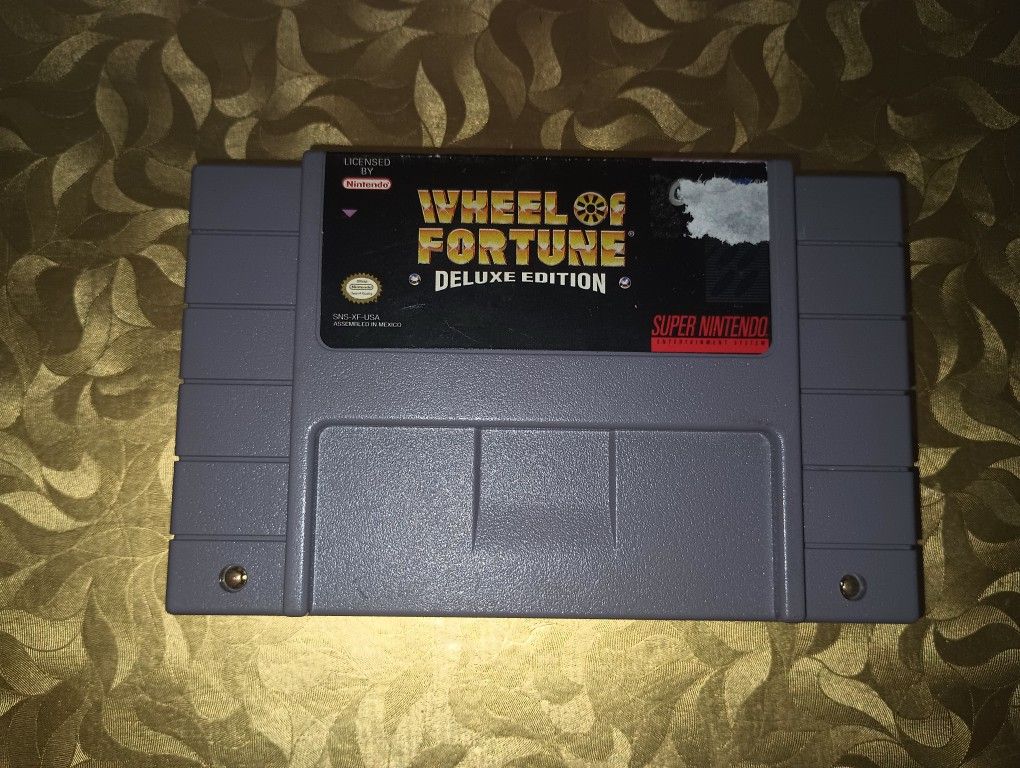 LICENSED
BY
Nintendo®
WHEEL OF
FORTUNE®
DELUXE EDITION
SNS-XF-USA
ASSEMBLED IN MEXICO
SUPER NINTENDO
ENTERTAINMENT SYSTEM